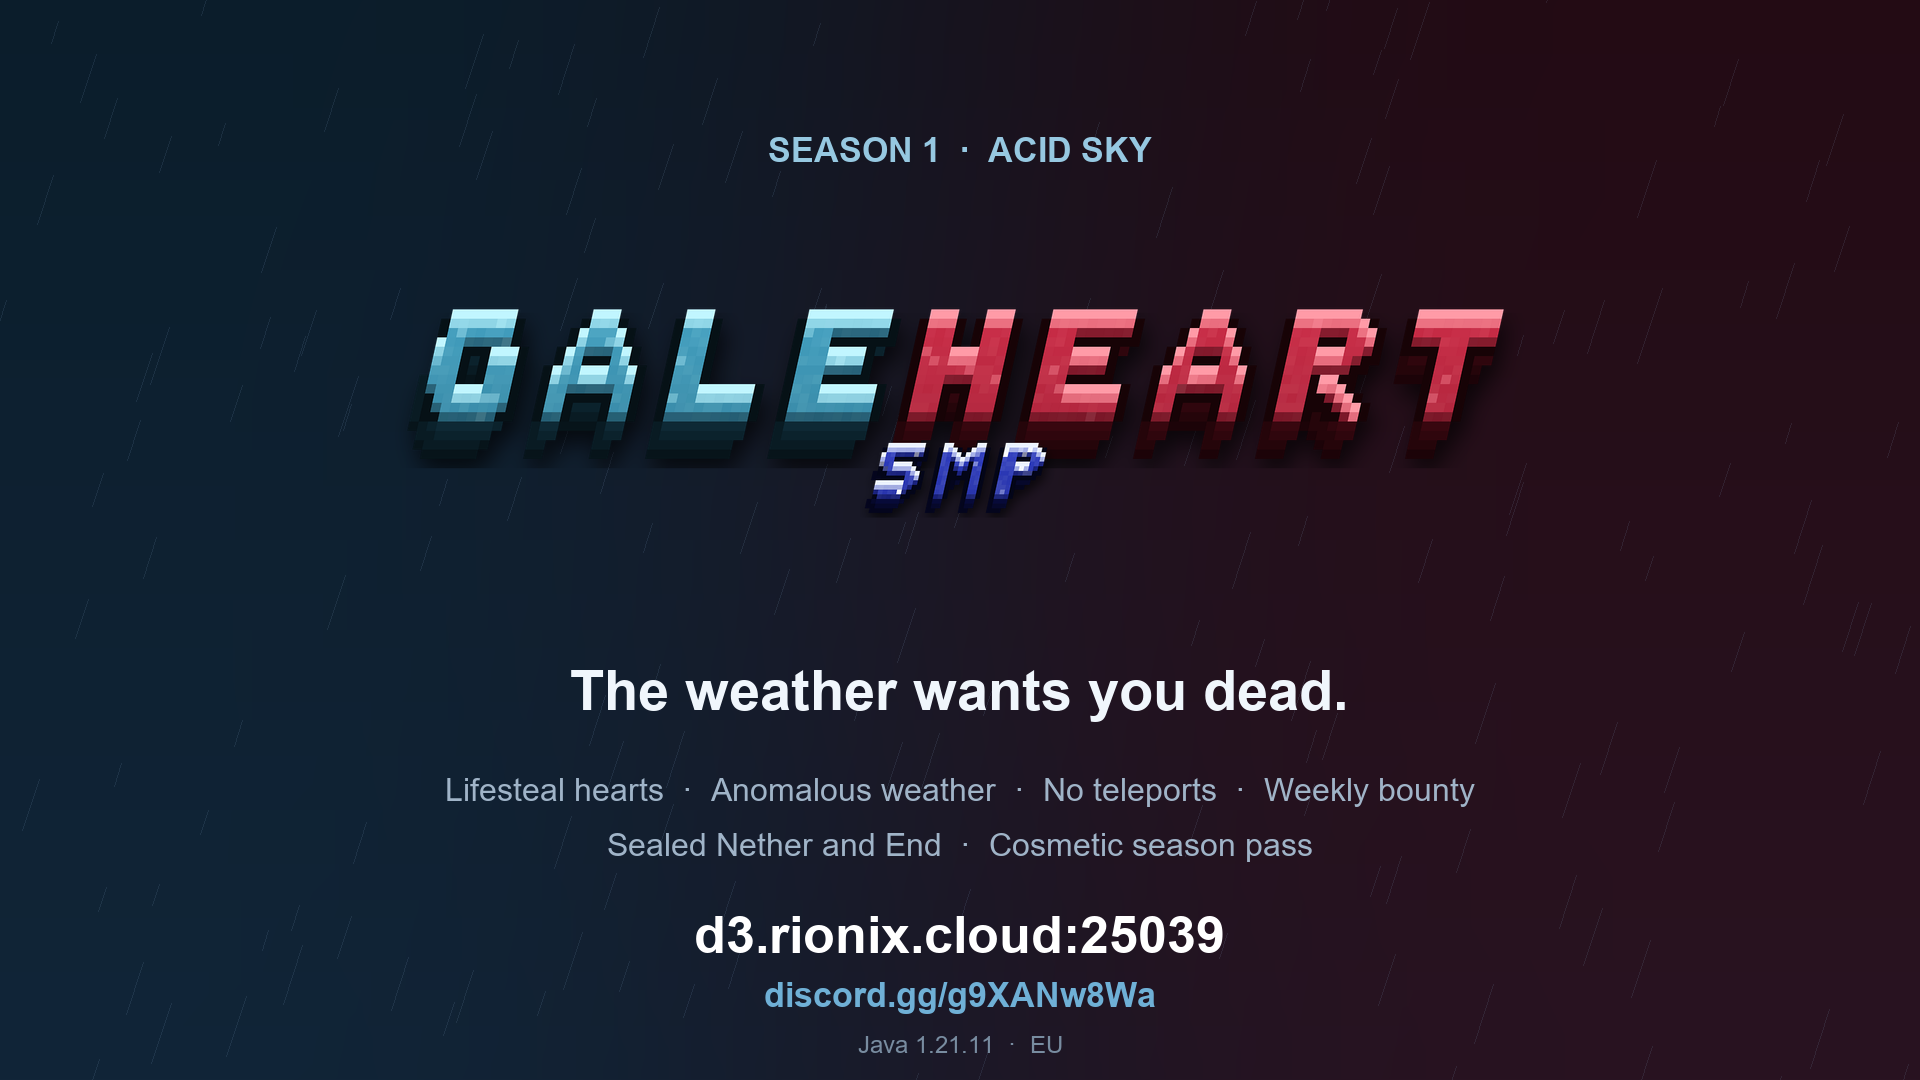 SEASON 1 · ACID SKY
GALEHEART
SMP
The weather wants you dead.
Lifesteal hearts · Anomalous weather · No teleports · Weekly bounty
Sealed Nether and End · Cosmetic season pass
d3.rionix.cloud:25039
discord.gg/g9XANw8Wa
Java 1.21.11 · EU